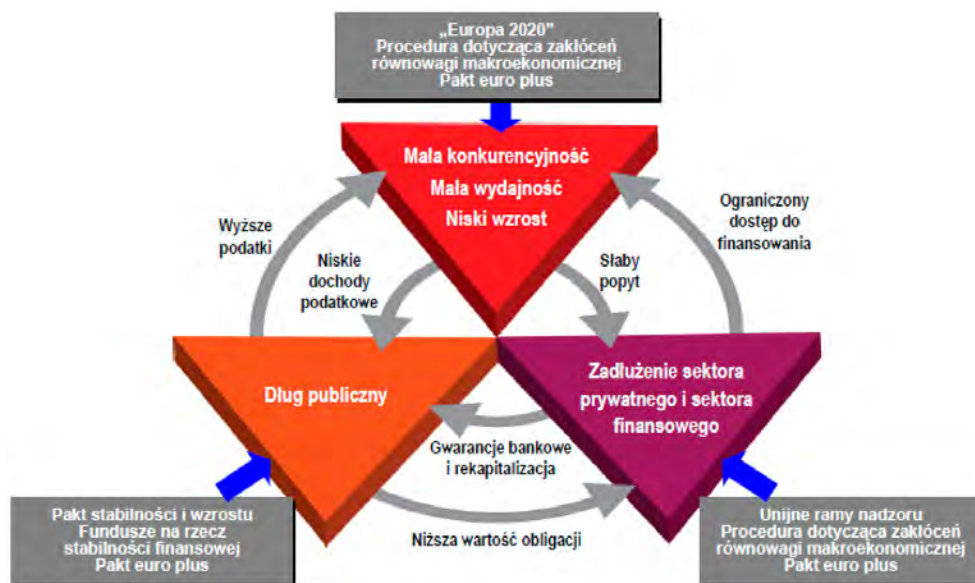 „Europa 2020”
Procedura dotycząca zakłóceń
równowagi makroekonomicznej
Pakt euro plus
Mała konkurencyjność
Mała wydajność
Niski wzrost
Wyższe
podatki
Ograniczony
dostęp do
finansowania
Niskie
dochody
podatkowe
Słaby
popyt
Dług publiczny
Zadłużenie sektora
prywatnego i sektora
finansowego
Gwarancje bankowe
i rekapitalizacja
Niższa wartość obligacji
Pakt stabilności i wzrostu
Fundusze na rzecz
stabilności finansowej
Pakt euro plus
Unijne ramy nadzoru
Procedura dotycząca zakłóceń
równowagi makroekonomicznej
Pakt euro plus